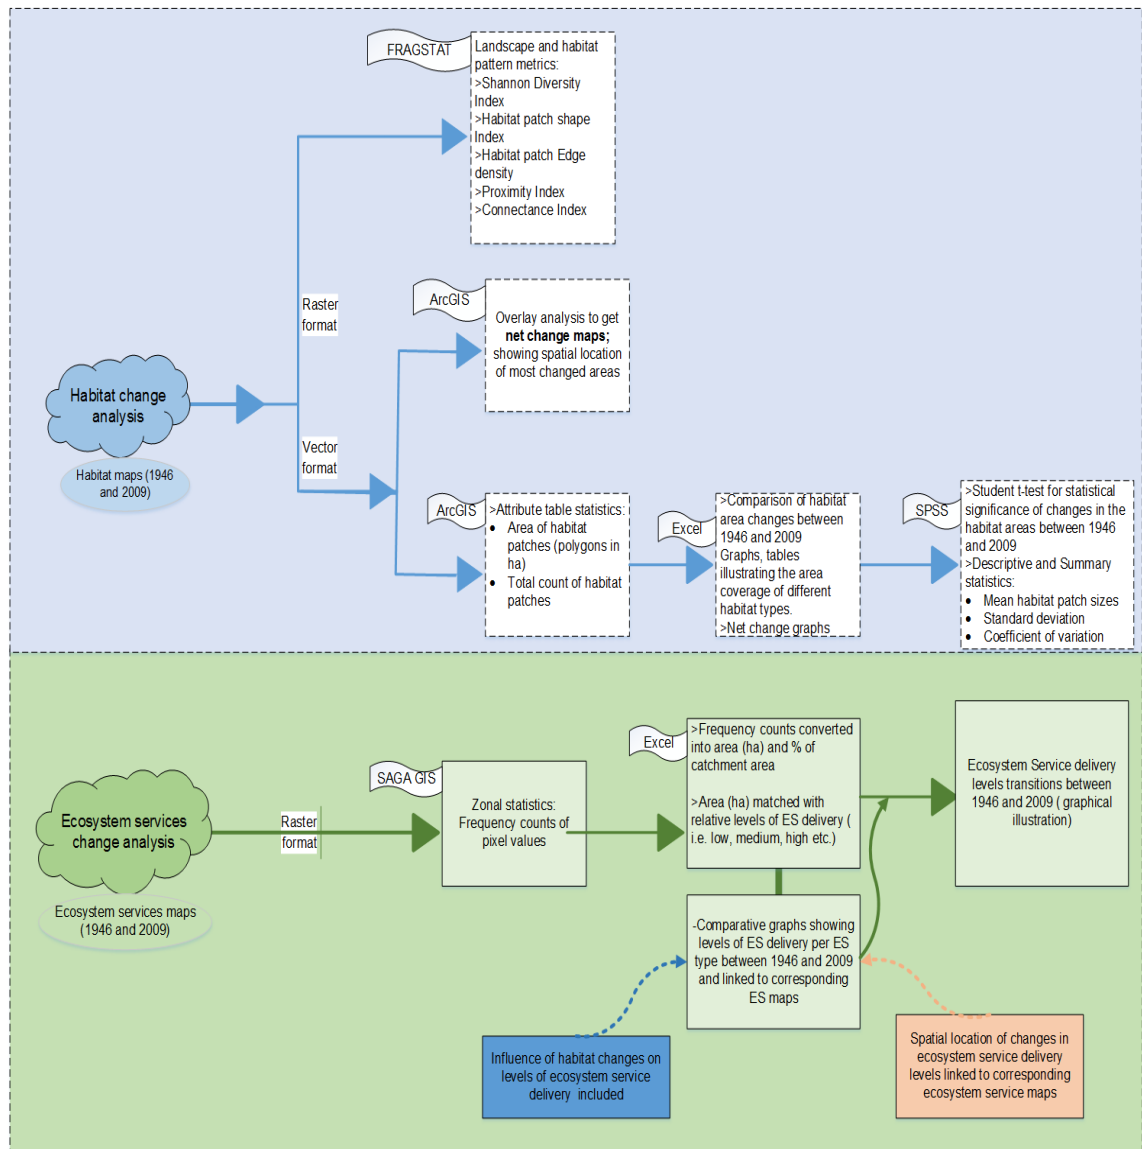 FRAGSTAT
Landscape and habitat
pattern metrics:
>Shannon Diversity
Index
>Habitat patch shape
Index
>Habitat patch Edge
density
>Proximity Index
>Connectance Index
Raster
format
ArcGIS
Overlay analysis to get
net change maps;
showing spatial location
of most changed areas
Habitat change
analysis
Habitat maps (1946
and 2009)
Vector
format
ArcGIS
>Attribute table statistics:
• Area of habitat
patches (polygons in
ha)
• Total count of habitat
patches
Excel
>Comparison of habitat
area changes between
1946 and 2009
Graphs, tables
illustrating the area
coverage of different
habitat types.
>Net change graphs
SPSS
>Student t-test for statistical
significance of changes in the
habitat areas between 1946
and 2009
>Descriptive and Summary
statistics:
• Mean habitat patch sizes
• Standard deviation
• Coefficient of variation
Ecosystem services
change analysis
Ecosystem services maps
(1946 and 2009)
Raster
format
SAGA GIS
Zonal statistics:
Frequency counts of
pixel values
Excel
>Frequency counts converted
into area (ha) and % of
catchment area
>Area (ha) matched with
relative levels of ES delivery (
i.e. low, medium, high etc.)
-Comparative graphs showing
levels of ES delivery per ES
type between 1946 and 2009
and linked to corresponding
ES maps
Ecosystem Service delivery
levels transitions between
1946 and 2009 ( graphical
illustration)
Influence of habitat changes on
levels of ecosystem service
delivery included
Spatial location of changes in
ecosystem service delivery
levels linked to corresponding
ecosystem service maps